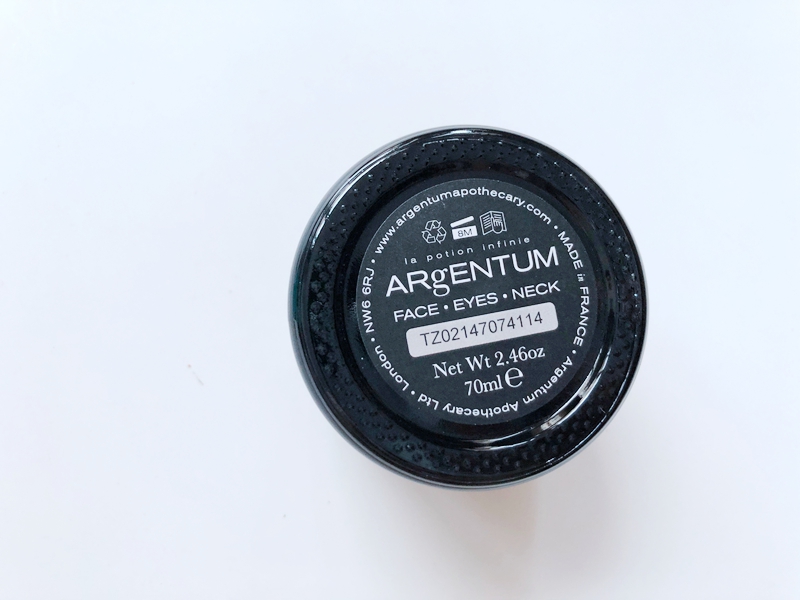 www.argentumapothecary.com • MADE in FRANCE • Argentum Apothecary Ltd • London • NW6 6RJ •
8M
la potion infinie
ARgENTUM
FACE • EYES • NECK
TZ02147074114
Net Wt 2.46oz
70ml ℮